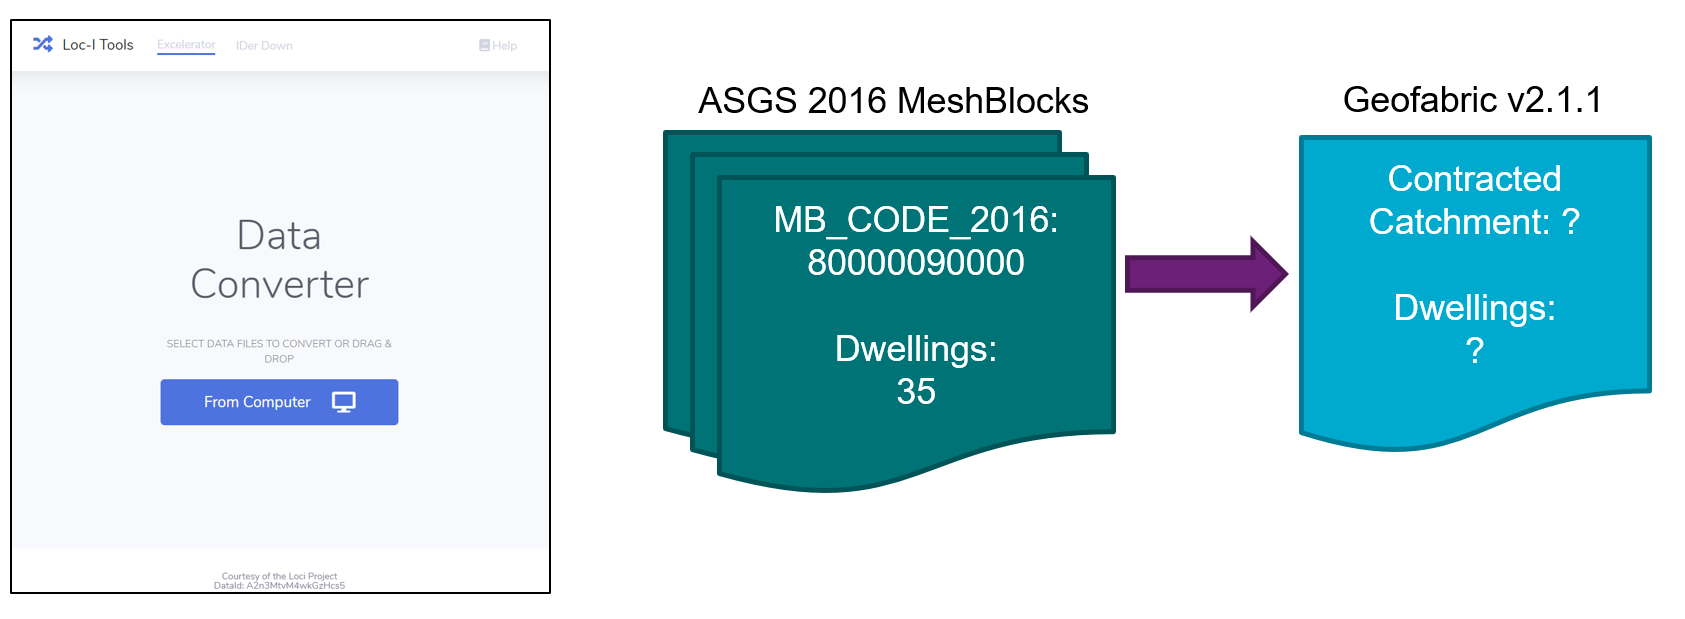 Loc-I Tools Excelerator IDer Down Help
Data
Converter
SELECT DATA FILES TO CONVERT OR DRAG &
DROP
From Computer
Courtesy of the Loci Project
DataId: A2n3MtvM4wkGzHcs5
ASGS 2016 MeshBlocks
MB_CODE_2016:
80000090000
Dwellings:
35
Geofabric v2.1.1
Contracted
Catchment: ?
Dwellings:
?